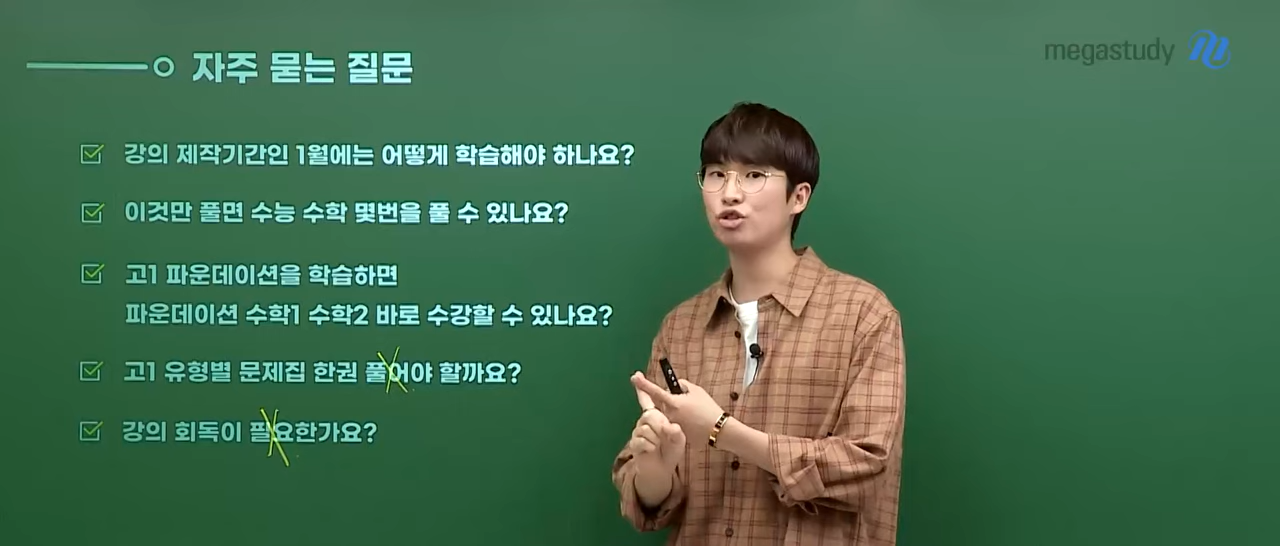 자주 묻는 질문
megastudy
강의 제작기간인 1월에는 어떻게 학습해야 하나요?
이것만 풀면 수능 수학 몇번을 풀 수 있나요?
고1 파운데이션을 학습하면
파운데이션 수학1 수학2 바로 수강할 수 있나요?
고1 유형별 문제집 한권 풀어야 할까요?
강의 회독이 필요한가요?